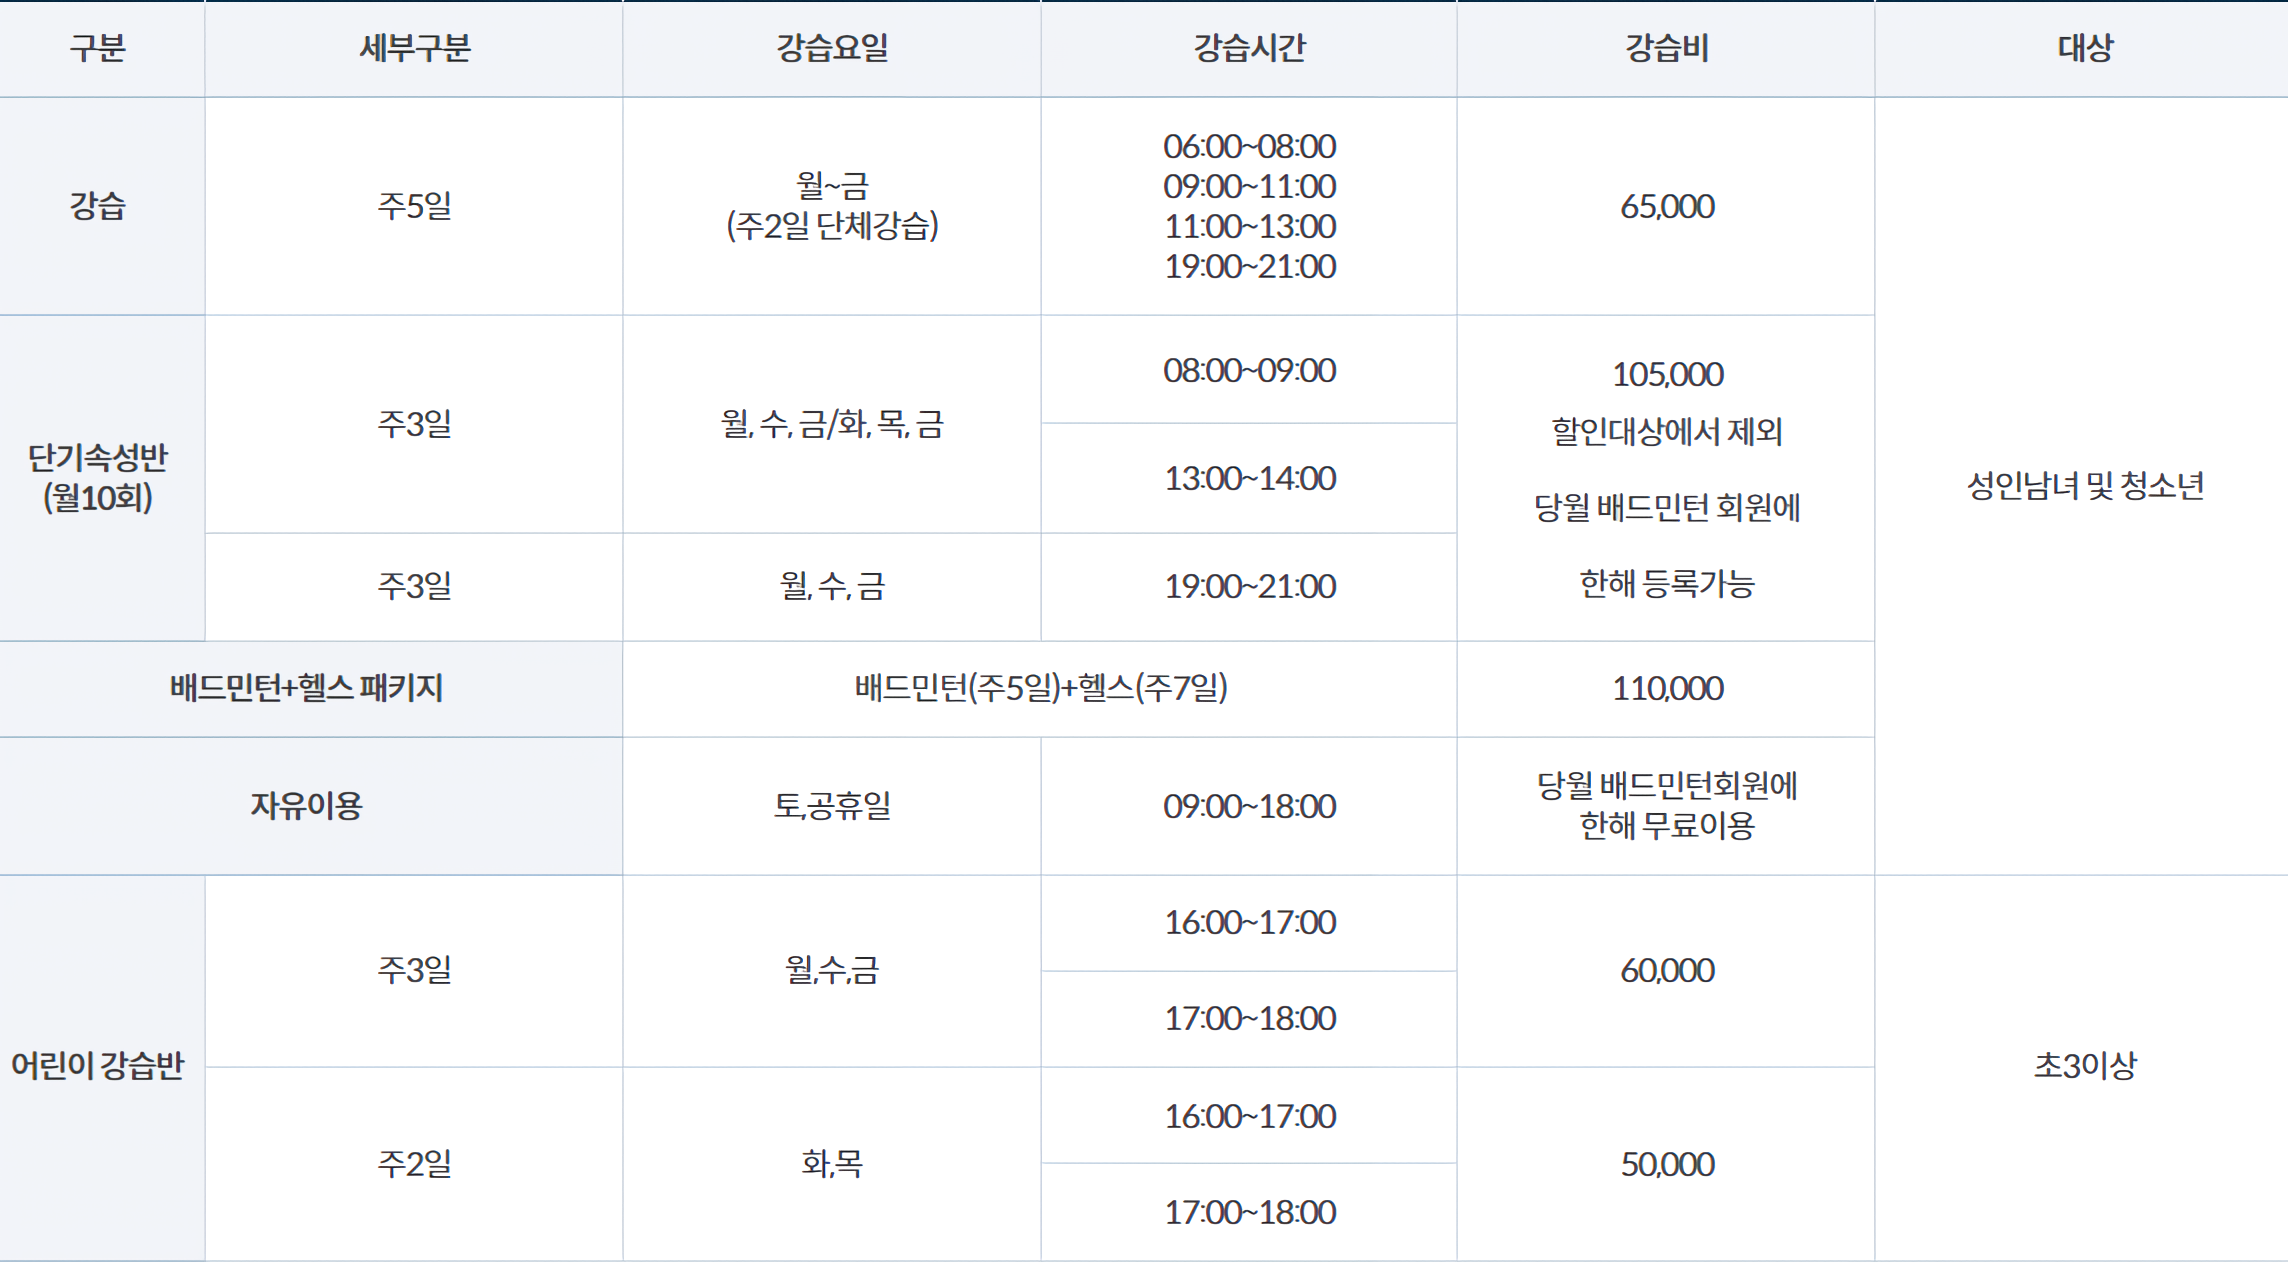 구분
세부구분
강습요일
강습시간
강습비
대상
강습
주5일
월~금
(주2일 단체강습)
06:00~08:00
09:00~11:00
11:00~13:00
19:00~21:00
65,000
성인남녀 및 청소년
단기속성반
(월10회)
주3일
월, 수, 금/화, 목, 금
08:00~09:00
13:00~14:00
105,000
할인대상에서 제외
당월 배드민턴 회원에
한해 등록가능
주3일
월, 수, 금
19:00~21:00
배드민턴+헬스 패키지
배드민턴(주5일)+헬스(주7일)
110,000
자유이용
토,공휴일
09:00~18:00
당월 배드민턴회원에
한해 무료이용
어린이 강습반
주3일
월,수,금
16:00~17:00
17:00~18:00
60,000
초3이상
주2일
화,목
16:00~17:00
17:00~18:00
50,000